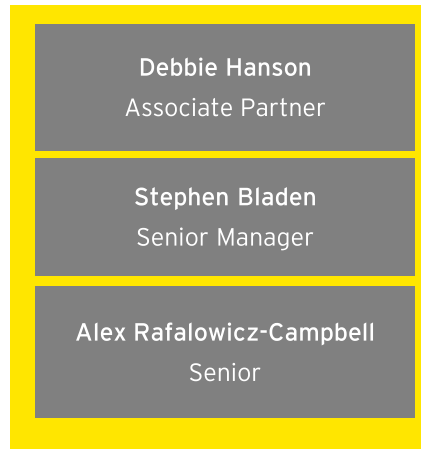 Debbie Hanson
Associate Partner
Stephen Bladen
Senior Manager
Alex Rafalowicz-Campbell
Senior